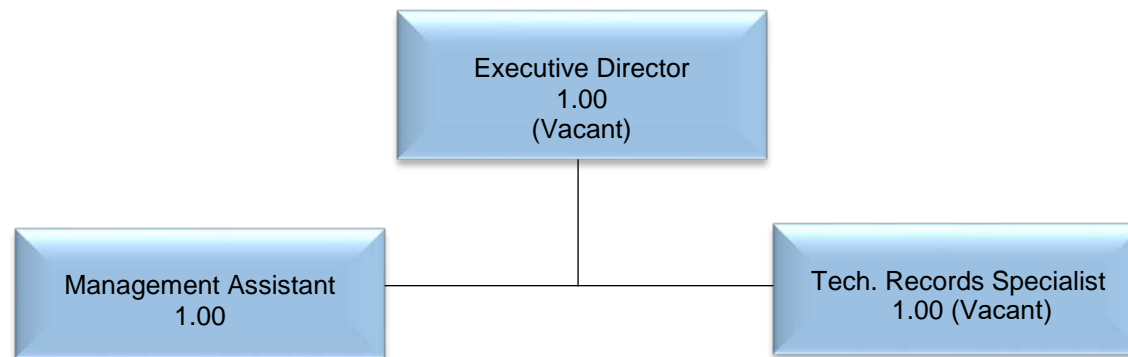 Executive Director
1.00
(Vacant)
Management Assistant
1.00
Tech. Records Specialist
1.00 (Vacant)